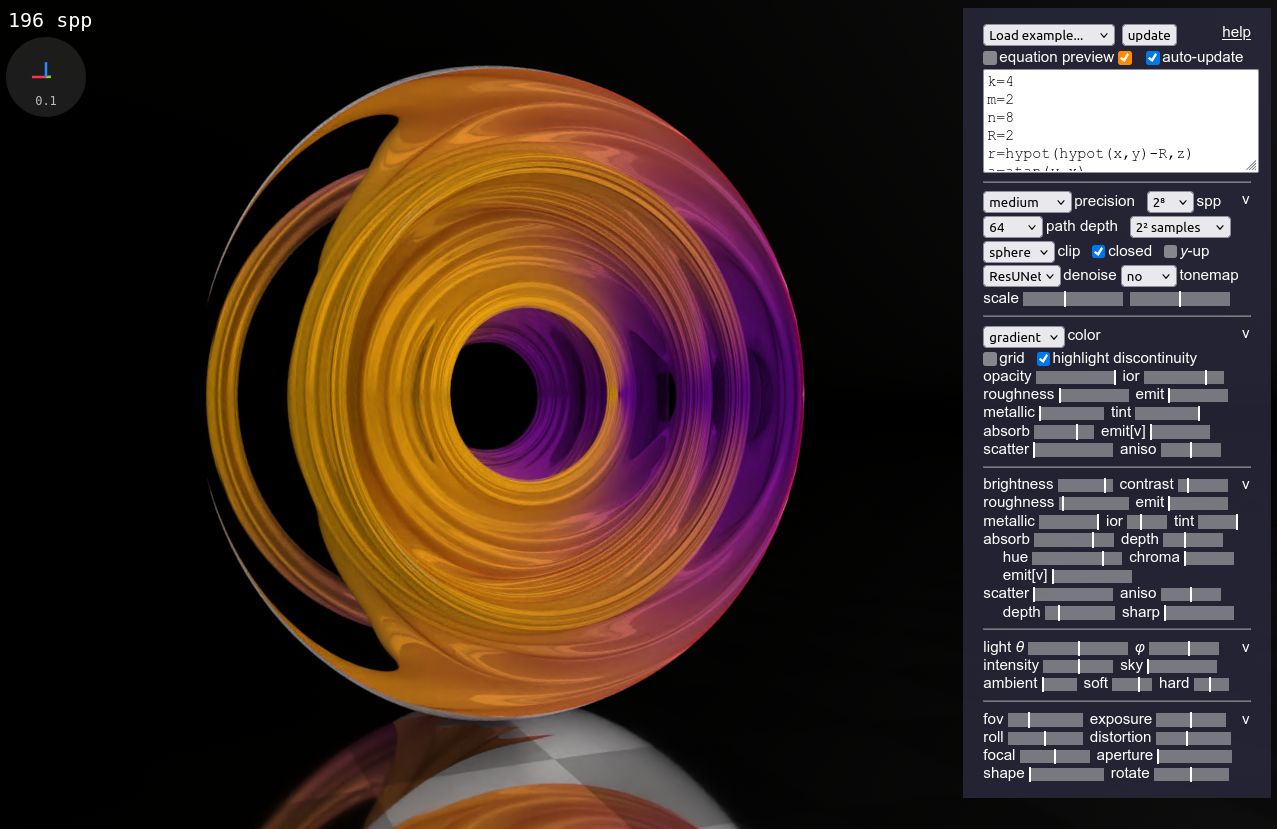 196 spp
0.1
Load example... update help
equation preview auto-update
k=4
m=2
n=8
R=2
r=hypot(hypot(x,y)-R,z)
medium precision 2⁸ spp v
64 path depth 2² samples
sphere clip closed y-up
ResUNet denoise no tonemap
scale
gradient color v
grid highlight discontinuity
opacity ior
roughness emit
metallic tint
absorb emit[v]
scatter aniso
brightness contrast v
roughness emit
metallic ior tint
absorb depth
hue chroma
emit[v]
scatter aniso
depth sharp
light θ φ v
intensity sky
ambient soft hard
fov exposure v
roll distortion
focal aperture
shape rotate